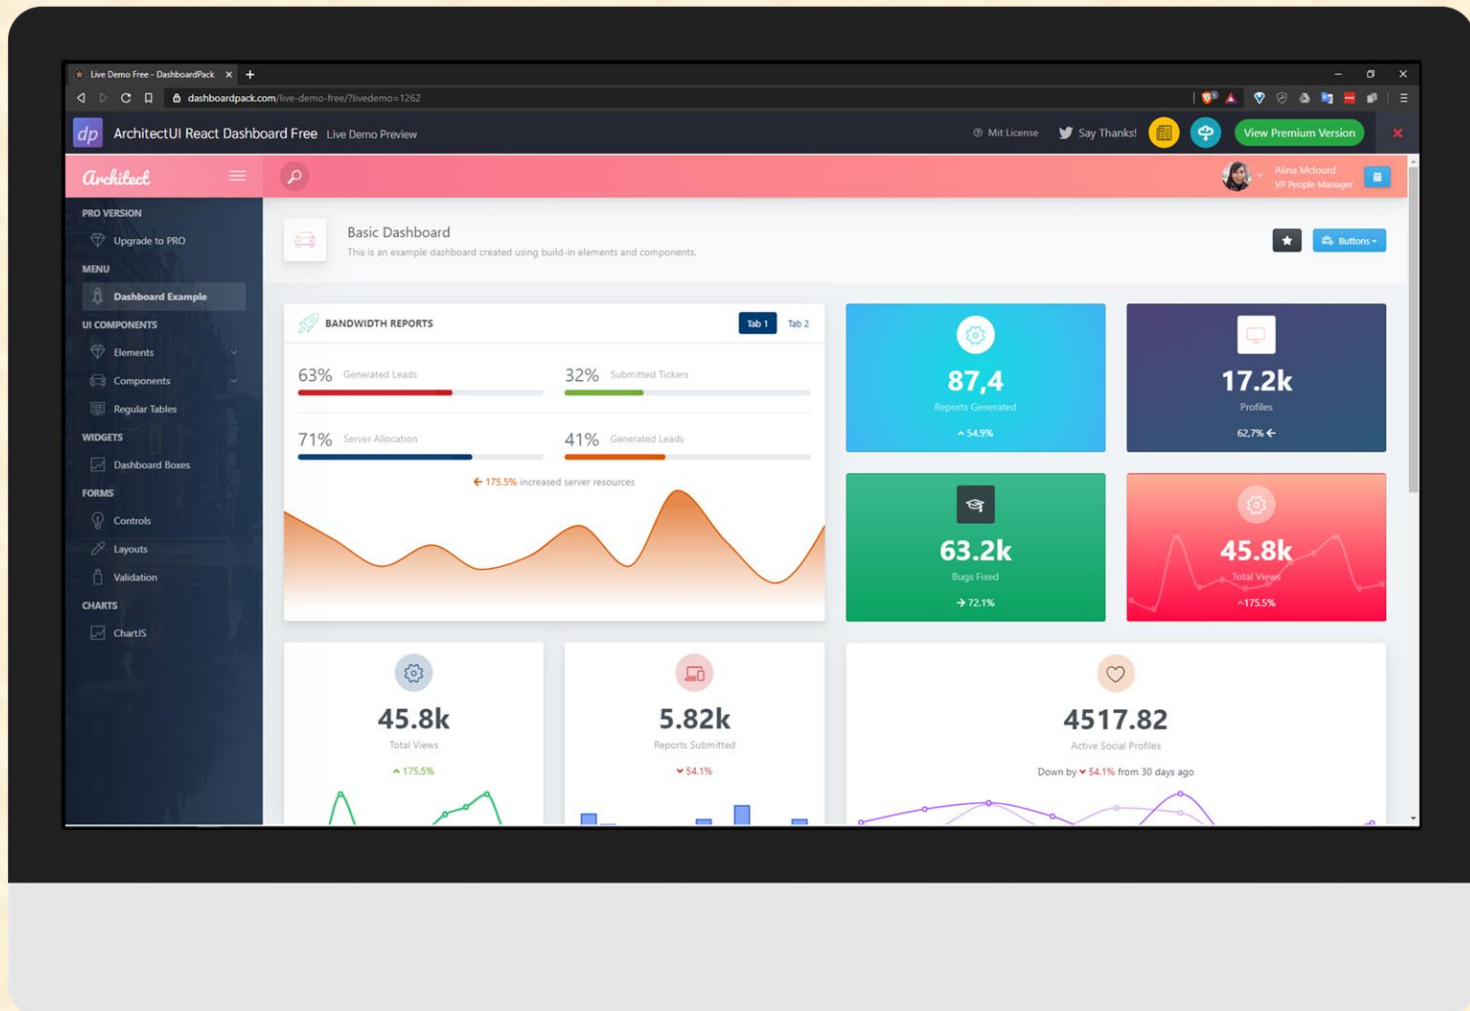 Live Demo Free - DashboardPack
dashboardpack.com/live-demo-free/?livedemo=1262
dp ArchitectUI React Dashboard Free Live Demo Preview
Mit License Say Thanks! View Premium Version
Architect
Alina Mclourd
VP People Manager
PRO VERSION
Upgrade to PRO
MENU
Dashboard Example
UI COMPONENTS
Elements
Components
Regular Tables
WIDGETS
Dashboard Boxes
FORMS
Controls
Layouts
Validation
CHARTS
ChartJS
Basic Dashboard
This is an example dashboard created using build-in elements and components.
Buttons
BANDWIDTH REPORTS
Tab 1 Tab 2
63% Generated Leads
32% Submitted Tickers
71% Server Allocation
41% Generated Leads
175.5% increased server resources
87,4
Reports Generated
54.9%
17.2k
Profiles
62,7%
63.2k
Bugs Fixed
72.1%
45.8k
Total Views
175.5%
45.8k
Total Views
175.5%
5.82k
Reports Submitted
54.1%
4517.82
Active Social Profiles
Down by 54.1% from 30 days ago